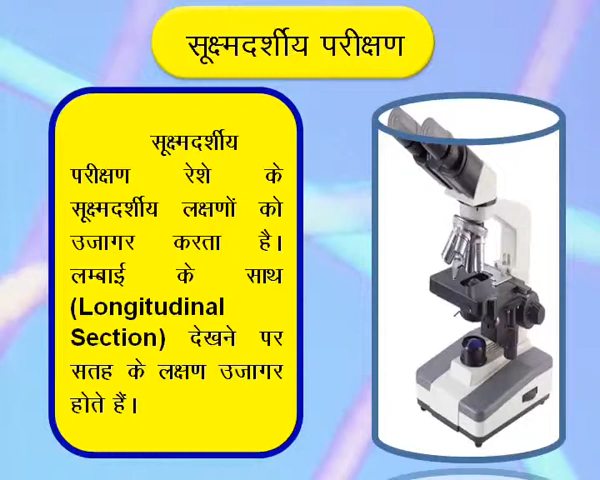 सूक्ष्मदर्शीय परीक्षण
सूक्ष्मदर्शीय
परीक्षण रेशे के
सूक्ष्मदर्शीय लक्षणों को
उजागर करता है।
लम्बाई के साथ
(Longitudinal
Section) देखने पर
सतह के लक्षण उजागर
होते हैं।